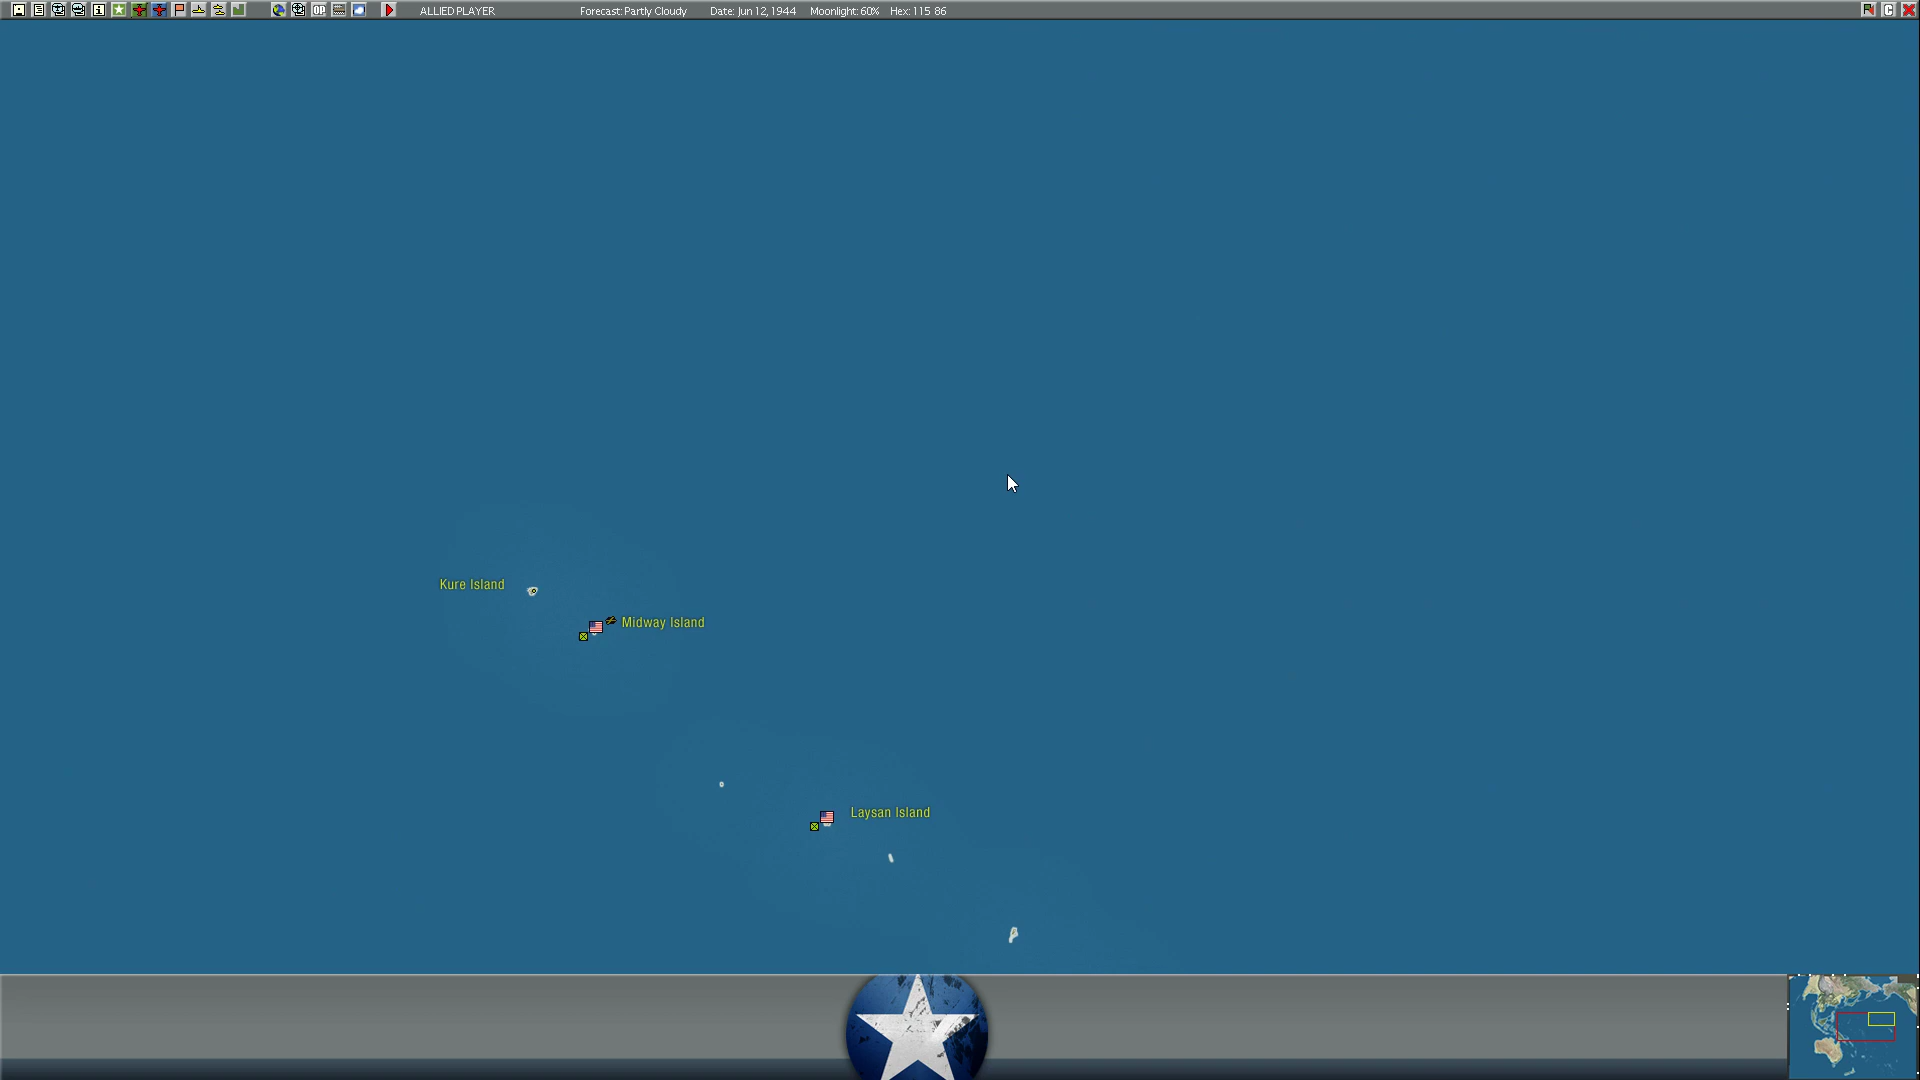 OP ALLIED PLAYER Forecast: Partly Cloudy Date: Jun 12, 1944 Moonlight: 60% Hex: 115 86 C
Kure Island
Midway Island
Laysan Island